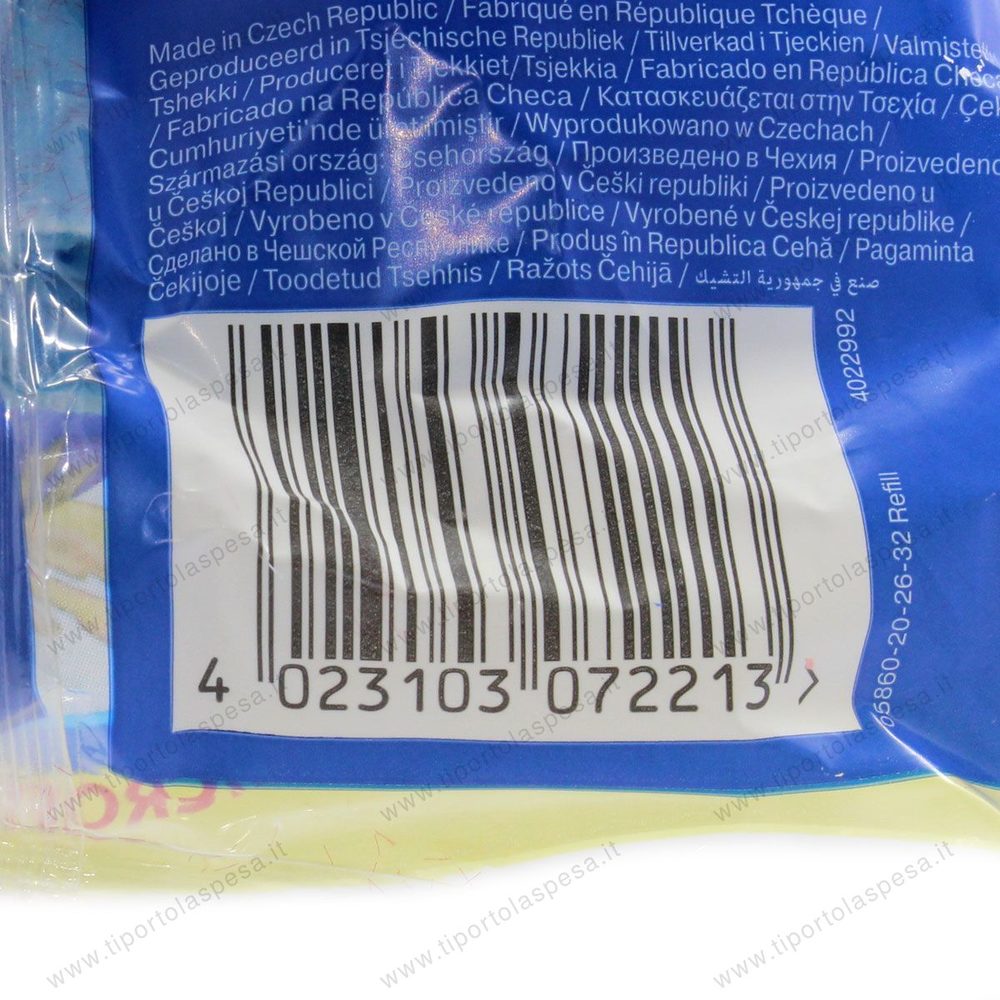 Made in Czech Republic / Fabriqué en République Tchèque /
Geproduceerd in Tsjechische Republiek / Tillverkad i Tjeckien / Valmistettu
Tshekki / Producerej i Tjekkiet/Tsjekkia / Fabricado en República Checa
/ Fabricado na República Checa / Κατασκευάζεται στην Τσεχία / Çek
Cumhuriyeti'nde üretilmiştir / Wyprodukowano w Czechach /
Származási ország: Csehország / Произведено в Чехия / Proizvedeno
u Češkoj Republici / Proizvedeno v Češki republiki / Proizvedeno u
Češkoj / Vyrobeno v České republice / Vyrobené v Českej republike /
Сделано в Чешской Республике / Produs în Republica Cehă / Pagaminta
Čekijoje / Toodetud Tsehhis / Ražots Čehijā / صنع في جمهورية التشيك
4022992
65860-20-26-32 Refill
4 023103 072213 >
www.tiportolaspesa.it